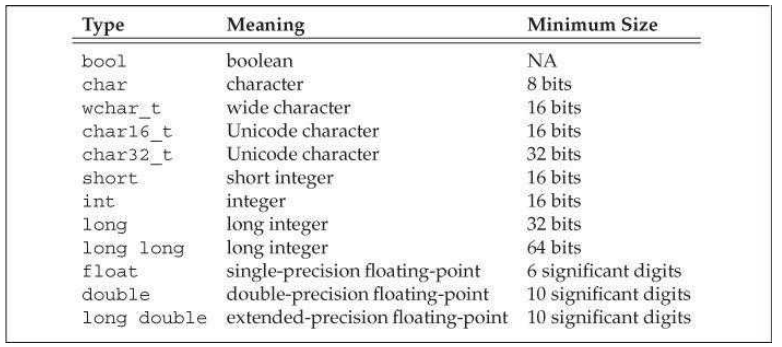 Type Meaning Minimum Size
bool boolean NA
char character 8 bits
wchar_t wide character 16 bits
char16_t Unicode character 16 bits
char32_t Unicode character 32 bits
short short integer 16 bits
int integer 16 bits
long long integer 32 bits
long long long integer 64 bits
float single-precision floating-point 6 significant digits
double double-precision floating-point 10 significant digits
long double extended-precision floating-point 10 significant digits